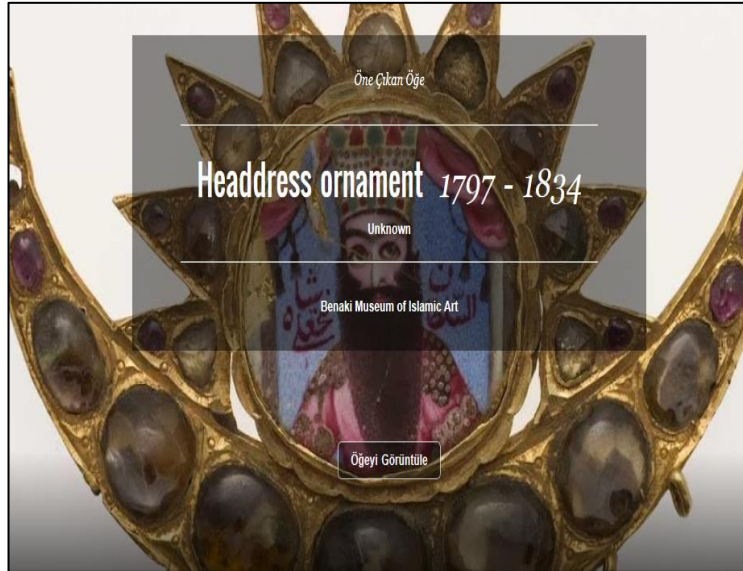 Öne Çıkan Öğe
Headdress ornament 1797 - 1834
Unknown
Benaki Museum of Islamic Art
Öğeyi Görüntüle